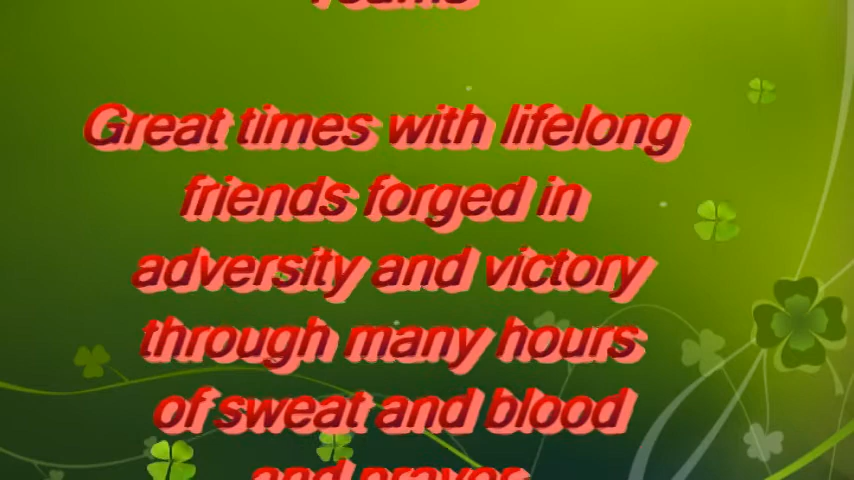 Great times with lifelong
friends forged in
adversity and victory
through many hours
of sweat and blood
and prayer